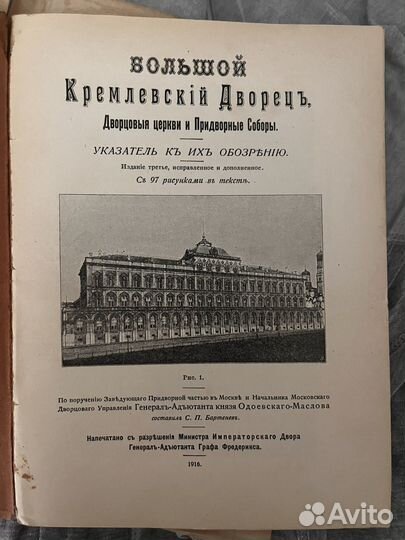 БОЛЬШОЙ
Кремлевскій Дворецъ,
Дворцовыя церкви и Придворные Соборы.
УКАЗАТЕЛЬ КЪ ИХЪ ОБОЗРѢНІЮ.
Изданіе третье, исправленное и дополненное.
Съ 97 рисунками въ текстѣ.
Рис. 1.
По порученію Завѣдующаго Придворной частью въ Москвѣ и Начальника Московскаго
Дворцоваго Управленія Генералъ-Адъютанта князя Одоевскаго-Маслова
составилъ С. П. Бартеневъ.
Напечатано съ разрѣшенія Министра Императорскаго Двора
Генералъ-Адъютанта Графа Фредерикса.
1916.
Avito